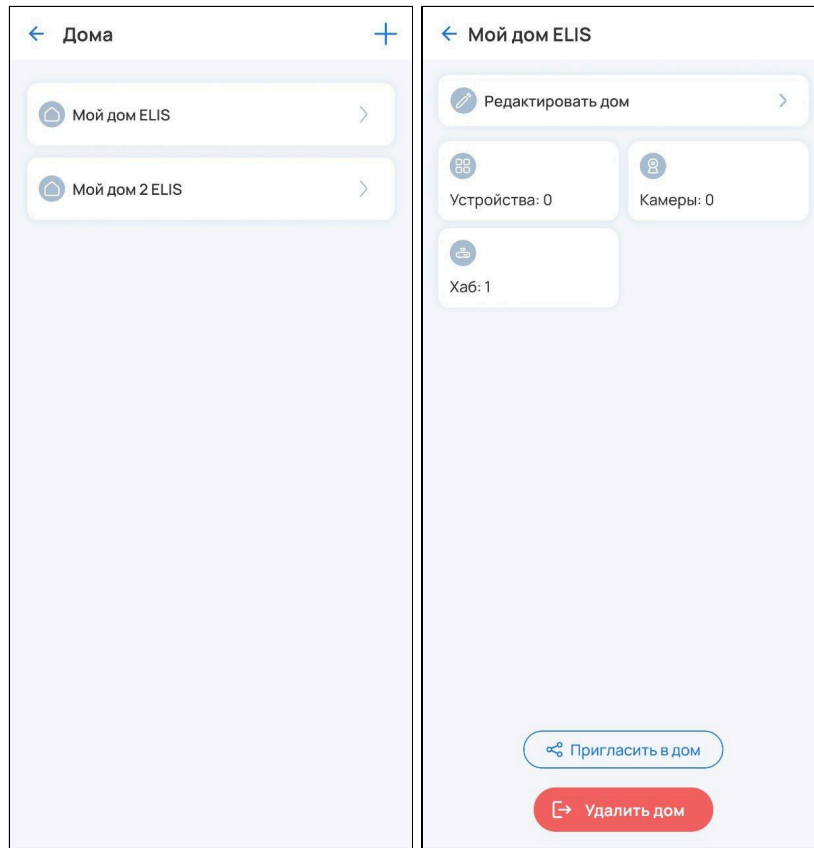 Дома
Мой дом ELIS
Мой дом 2 ELIS
Мой дом ELIS
Редактировать дом
Устройства: 0
Камеры: 0
Хаб: 1
Пригласить в дом
Удалить дом